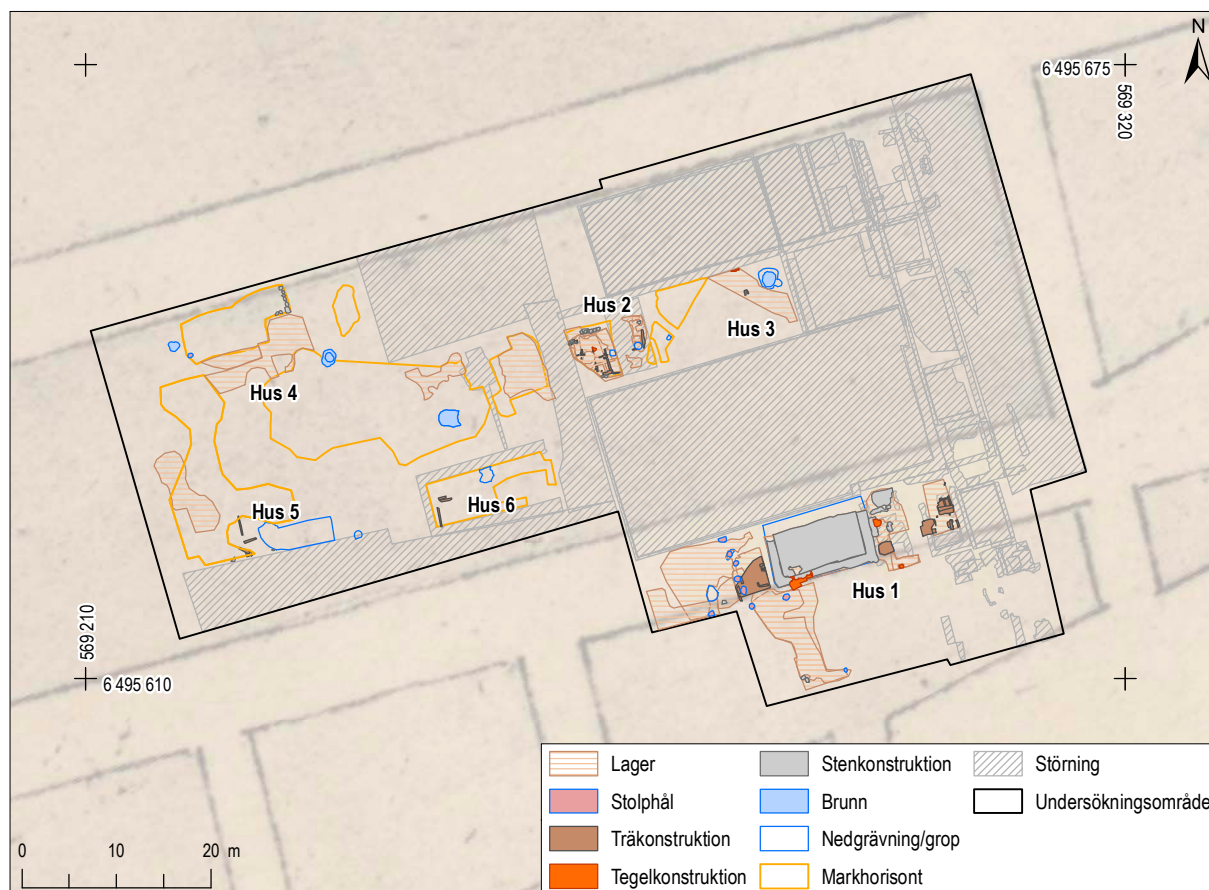 N
6 495 675
569 320
Hus 2
Hus 3
Hus 4
Hus 5
Hus 6
Hus 1
569 210
6 495 610
Lager
Stenkonstruktion
Störning
Stolphål
Brunn
Undersökningsområde
Träkonstruktion
Nedgrävning/grop
Tegelkonstruktion
Markhorisont
0 10 20 m